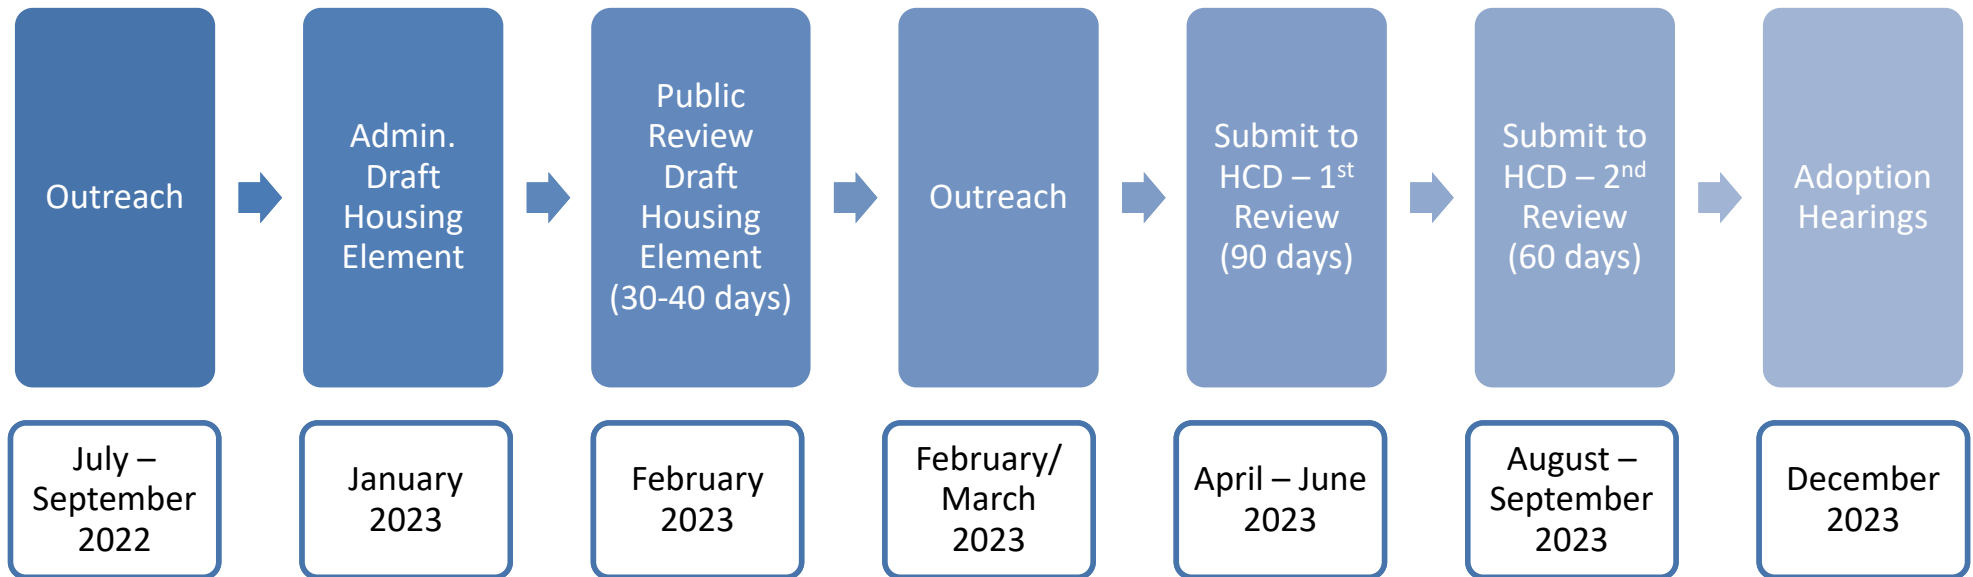 Outreach
Admin.
Draft
Housing
Element
Public
Review
Draft
Housing
Element
(30-40 days)
Outreach
Submit to
HCD – 1st
Review
(90 days)
Submit to
HCD – 2nd
Review
(60 days)
Adoption
Hearings
July –
September
2022
January
2023
February
2023
February/
March
2023
April – June
2023
August –
September
2023
December
2023